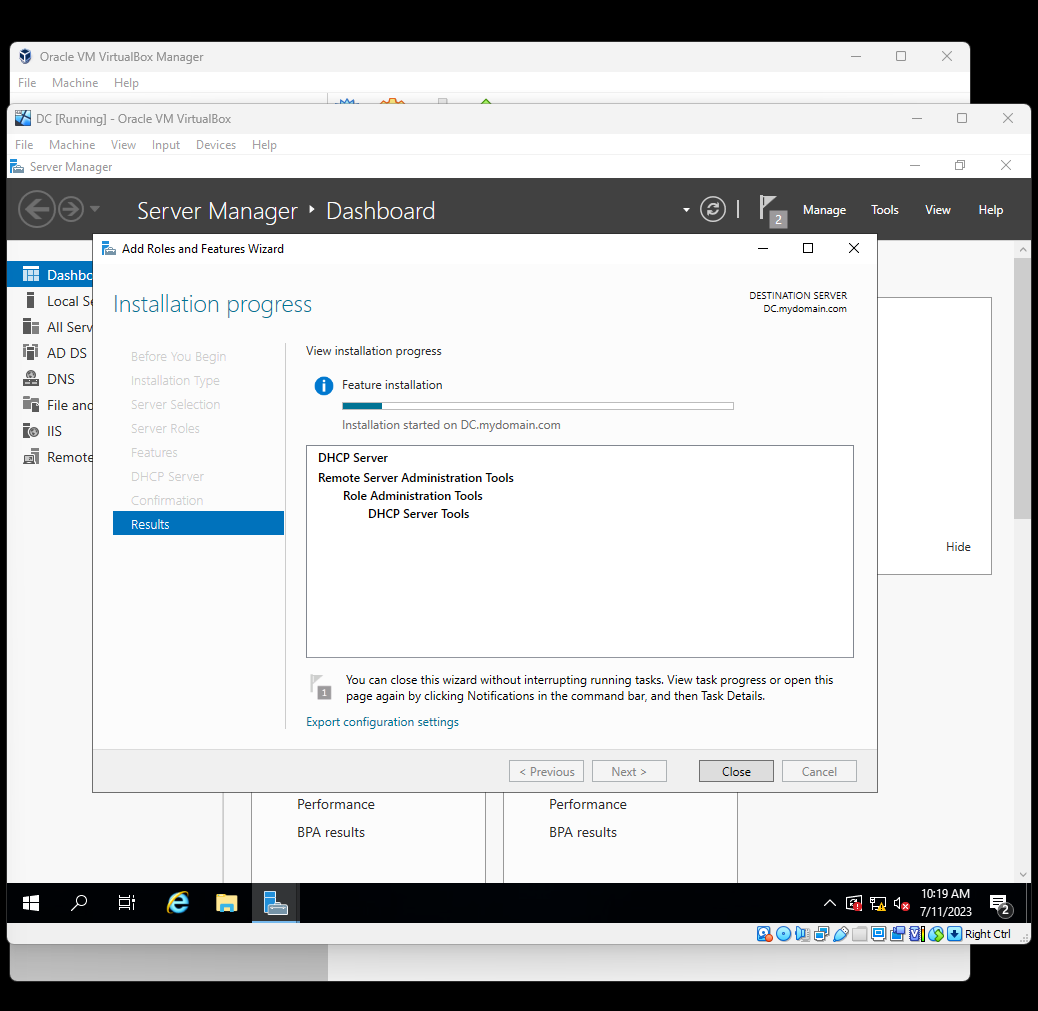 Oracle VM VirtualBox Manager
File Machine Help
DC [Running] - Oracle VM VirtualBox
File Machine View Input Devices Help
Server Manager
Server Manager Dashboard
2 Manage Tools View Help
Add Roles and Features Wizard
Dashbo
Local Se
All Serv
AD DS
DNS
File and
IIS
Remote
Installation progress
DESTINATION SERVER
DC.mydomain.com
Before You Begin
Installation Type
Server Selection
Server Roles
Features
DHCP Server
Confirmation
Results
View installation progress
Feature installation
Installation started on DC.mydomain.com
DHCP Server
Remote Server Administration Tools
Role Administration Tools
DHCP Server Tools
Hide
1
You can close this wizard without interrupting running tasks. View task progress or open this
page again by clicking Notifications in the command bar, and then Task Details.
Export configuration settings
< Previous Next > Close Cancel
Performance Performance
BPA results BPA results
10:19 AM
7/11/2023
2
Right Ctrl